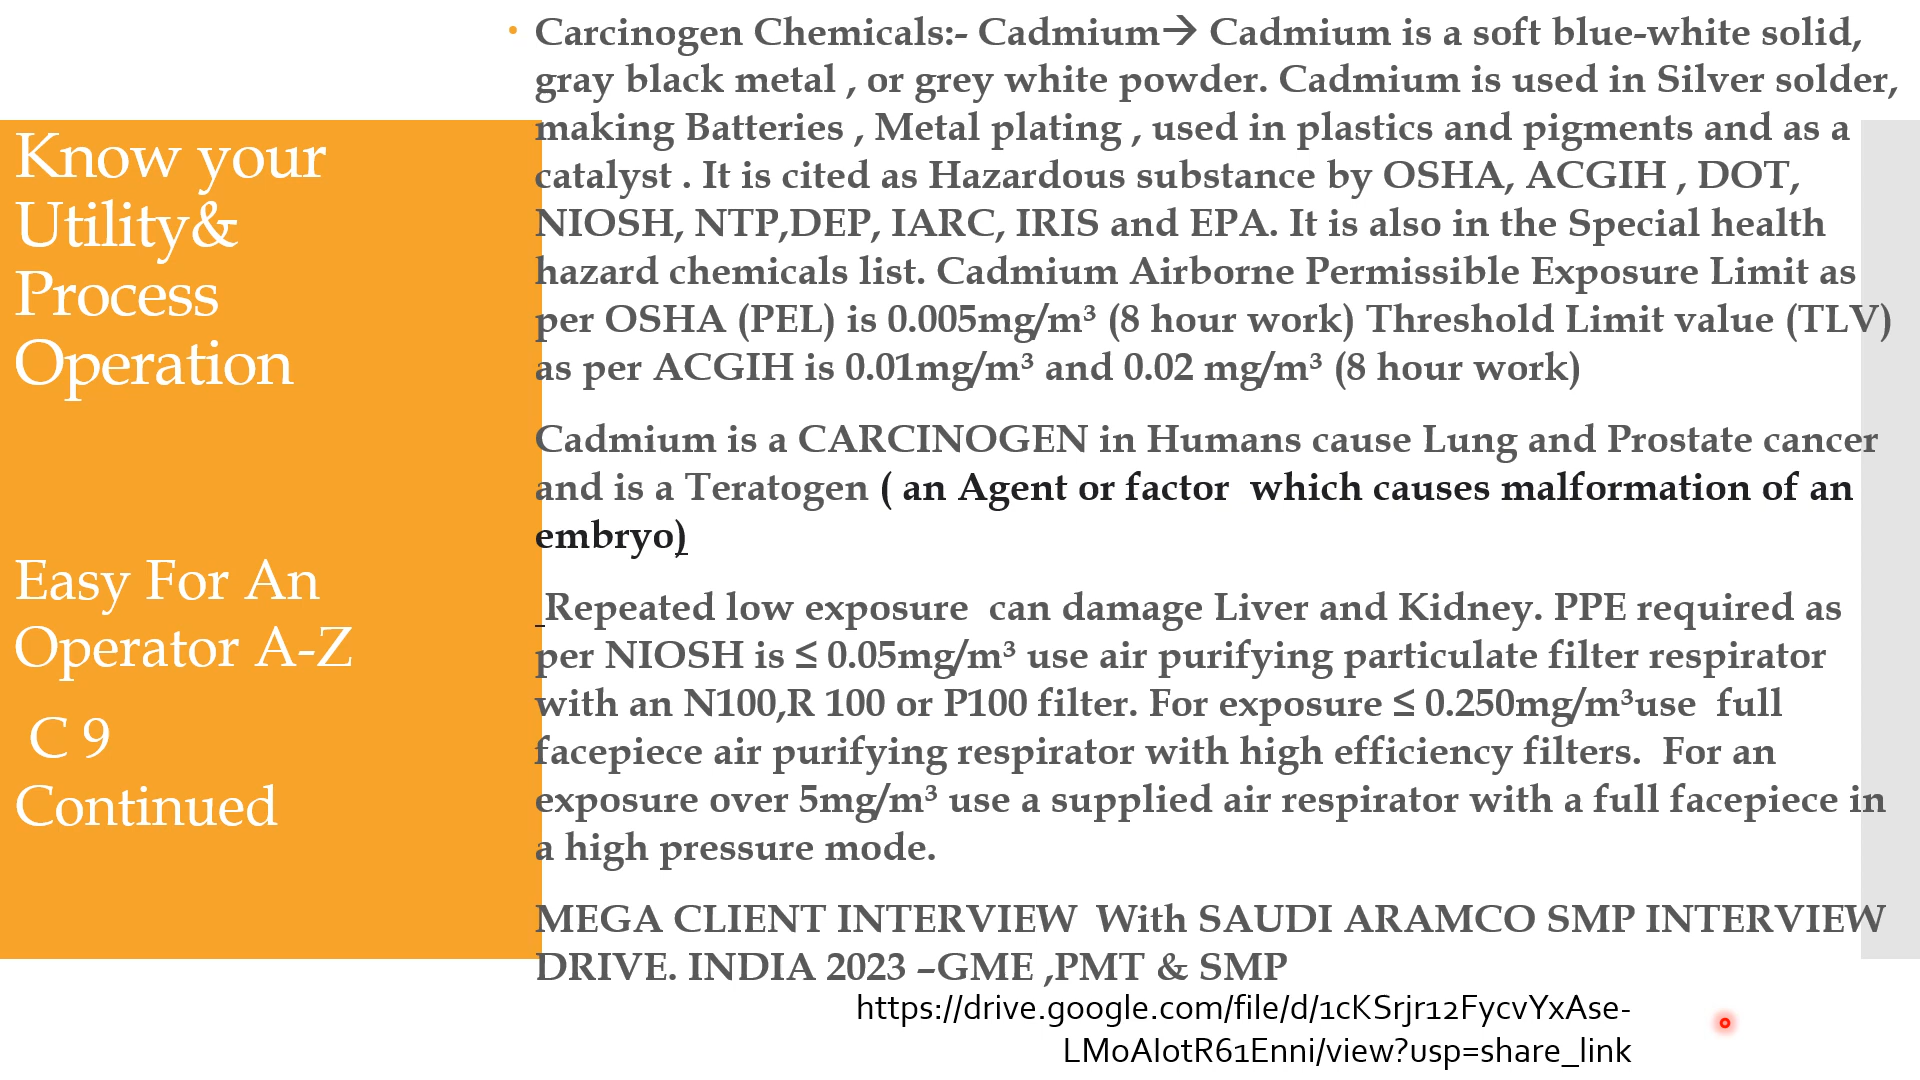 Know your
Utility&
Process
Operation
Easy For An
Operator A-Z
C 9
Continued
• Carcinogen Chemicals:- Cadmium→ Cadmium is a soft blue-white solid,
gray black metal , or grey white powder. Cadmium is used in Silver solder,
making Batteries , Metal plating , used in plastics and pigments and as a
catalyst . It is cited as Hazardous substance by OSHA, ACGIH , DOT,
NIOSH, NTP,DEP, IARC, IRIS and EPA. It is also in the Special health
hazard chemicals list. Cadmium Airborne Permissible Exposure Limit as
per OSHA (PEL) is 0.005mg/m³ (8 hour work) Threshold Limit value (TLV)
as per ACGIH is 0.01mg/m³ and 0.02 mg/m³ (8 hour work)
Cadmium is a CARCINOGEN in Humans cause Lung and Prostate cancer
and is a Teratogen ( an Agent or factor which causes malformation of an
embryo)
Repeated low exposure can damage Liver and Kidney. PPE required as
per NIOSH is ≤ 0.05mg/m³ use air purifying particulate filter respirator
with an N100,R 100 or P100 filter. For exposure ≤ 0.250mg/m³use full
facepiece air purifying respirator with high efficiency filters. For an
exposure over 5mg/m³ use a supplied air respirator with a full facepiece in
a high pressure mode.
MEGA CLIENT INTERVIEW With SAUDI ARAMCO SMP INTERVIEW
DRIVE. INDIA 2023 –GME ,PMT & SMP
https://drive.google.com/file/d/1cKSrjr12FycvYxAse-
LMoAIotR61Enni/view?usp=share_link